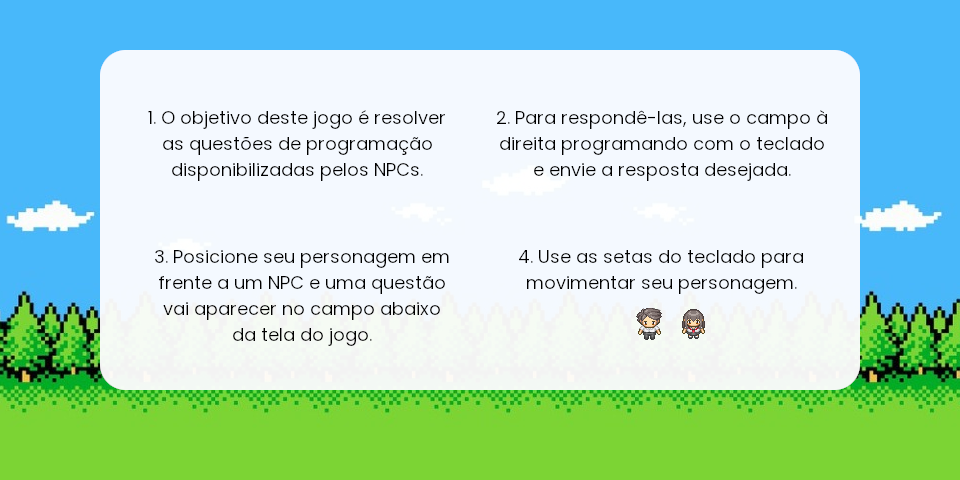 1. O objetivo deste jogo é resolver
as questões de programação
disponibilizadas pelos NPCs.
2. Para respondê-las, use o campo à
direita programando com o teclado
e envie a resposta desejada.
3. Posicione seu personagem em
frente a um NPC e uma questão
vai aparecer no campo abaixo
da tela do jogo.
4. Use as setas do teclado para
movimentar seu personagem.